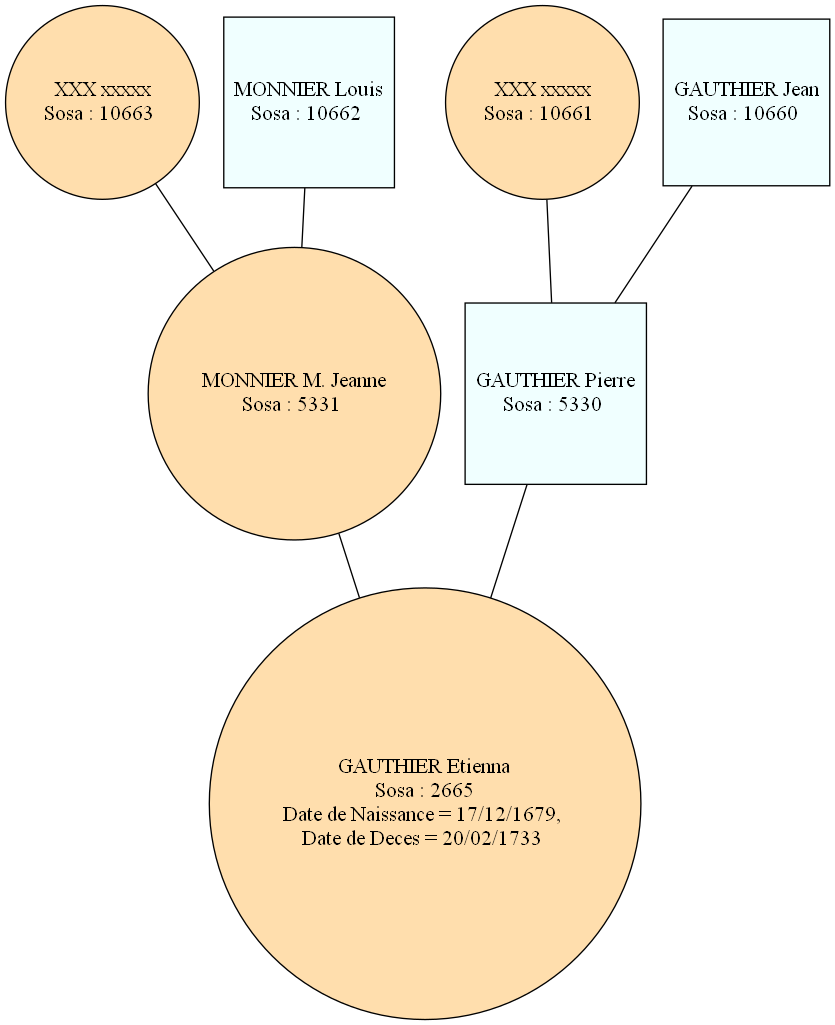 XXX xxxxx
Sosa : 10663
MONNIER Louis
Sosa : 10662
XXX xxxxx
Sosa : 10661
GAUTHIER Jean
Sosa : 10660
MONNIER M. Jeanne
Sosa : 5331
GAUTHIER Pierre
Sosa : 5330
GAUTHIER Etienna
Sosa : 2665
Date de Naissance = 17/12/1679,
Date de Deces = 20/02/1733